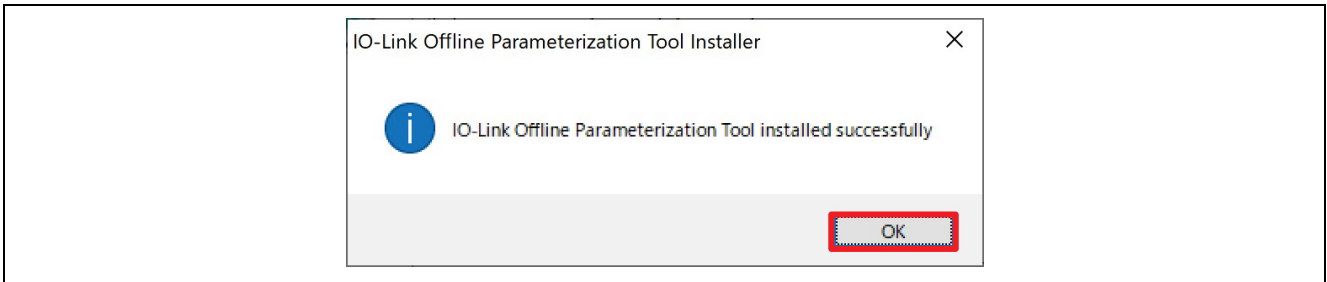 IO-Link Offline Parameterization Tool Installer
IO-Link Offline Parameterization Tool installed successfully
OK